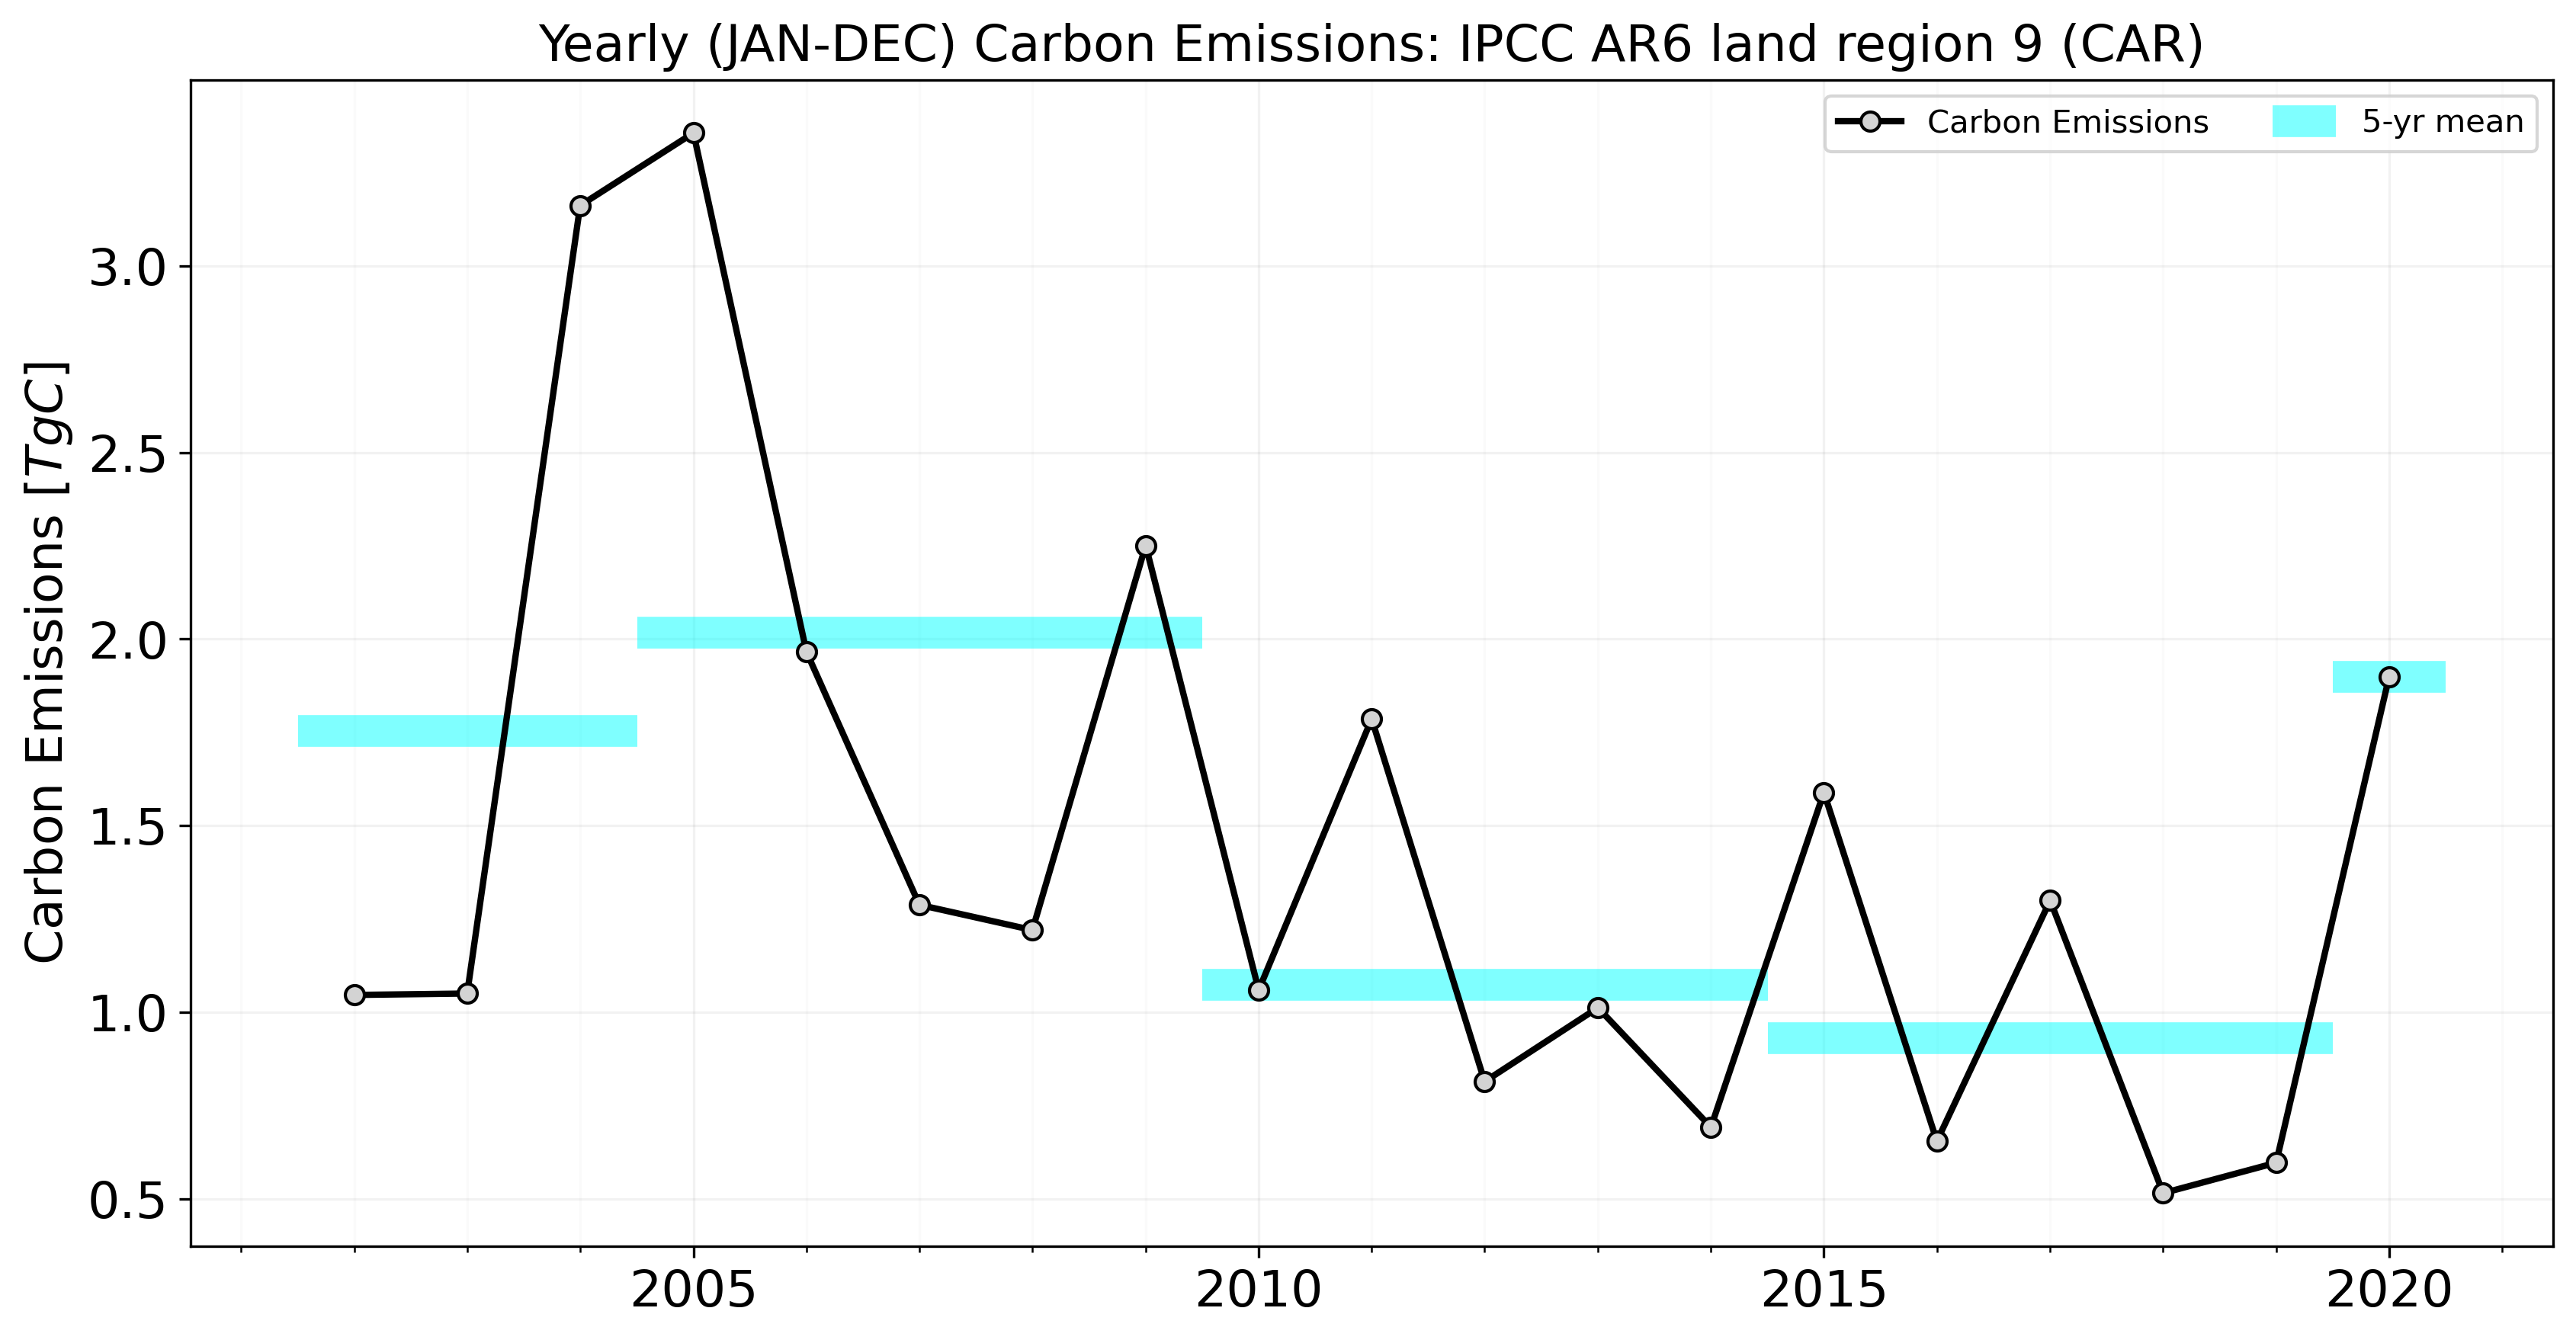 Yearly (JAN-DEC) Carbon Emissions: IPCC AR6 land region 9 (CAR)
Carbon Emissions
5-yr mean
Carbon Emissions [TgC]
3.0
2.5
2.0
1.5
1.0
0.5
2005
2010
2015
2020